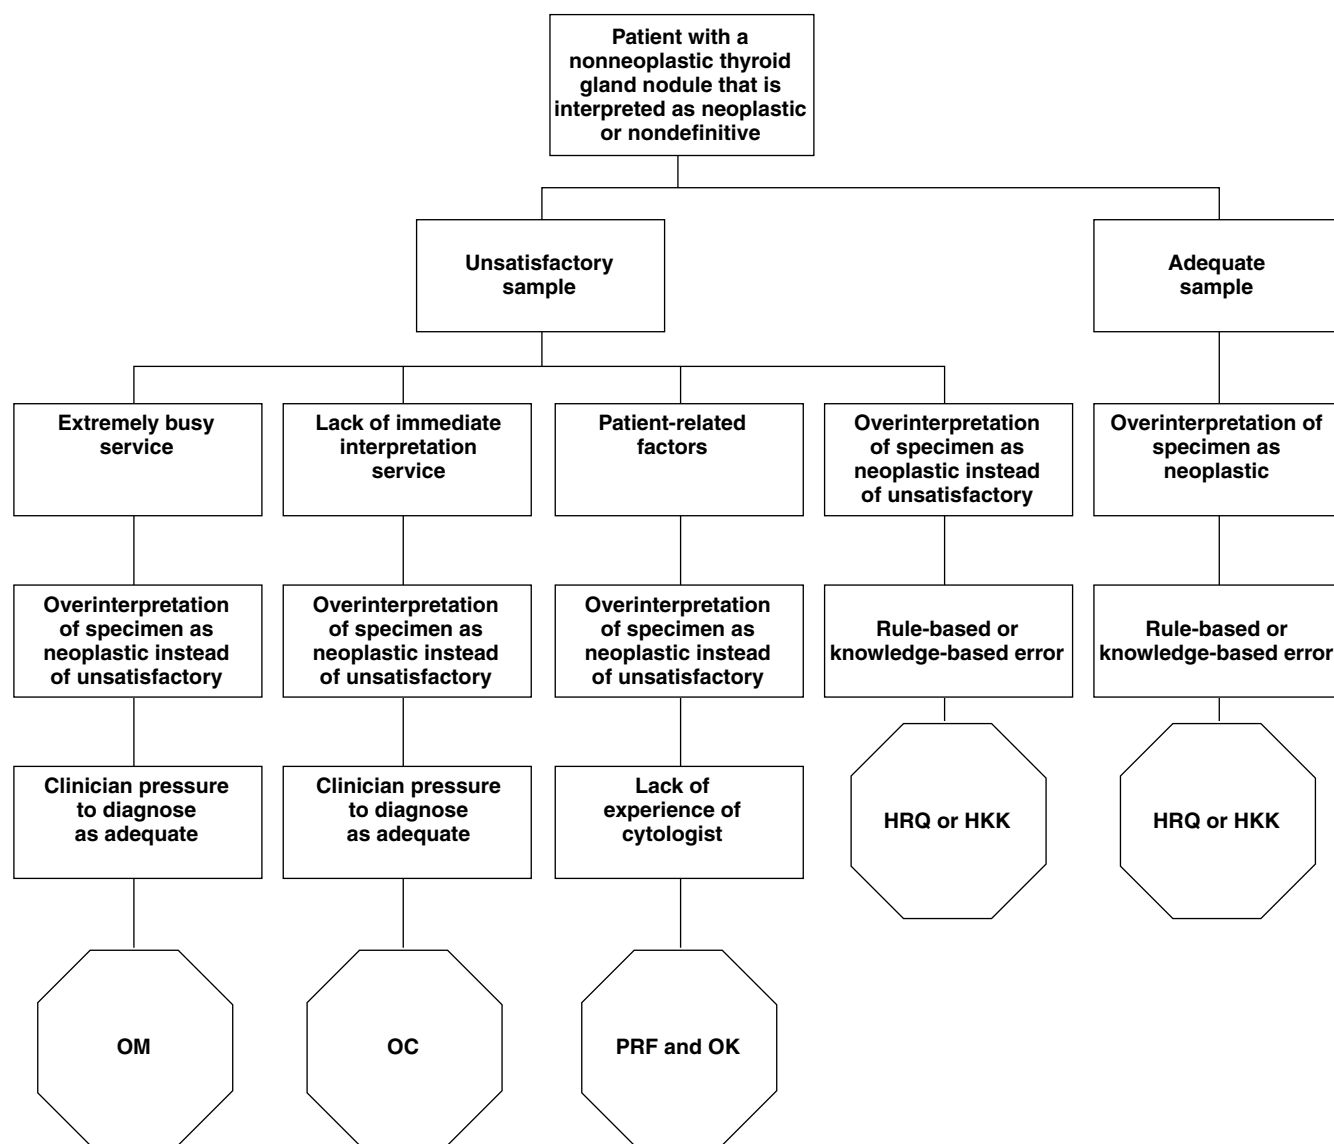 Patient with a
nonneoplastic thyroid
gland nodule that is
interpreted as neoplastic
or nondefinitive
Unsatisfactory
sample
Adequate
sample
Extremely busy
service
Lack of immediate
interpretation
service
Patient-related
factors
Overinterpretation
of specimen as
neoplastic instead
of unsatisfactory
Overinterpretation of
specimen as
neoplastic
Overinterpretation
of specimen as
neoplastic instead
of unsatisfactory
Overinterpretation
of specimen as
neoplastic instead
of unsatisfactory
Overinterpretation
of specimen as
neoplastic instead
of unsatisfactory
Rule-based or
knowledge-based error
Rule-based or
knowledge-based error
Clinician pressure
to diagnose
as adequate
Clinician pressure
to diagnose
as adequate
Lack of
experience of
cytologist
HRQ or HKK
HRQ or HKK
OM
OC
PRF and OK